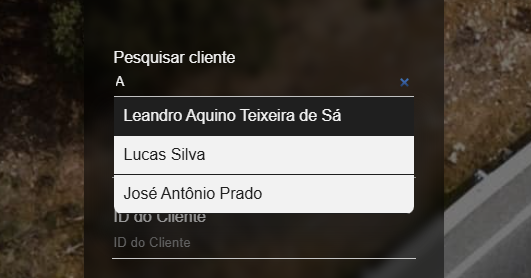 Pesquisar cliente
A
Leandro Aquino Teixeira de Sá
Lucas Silva
José Antônio Prado
ID do Cliente
ID do Cliente